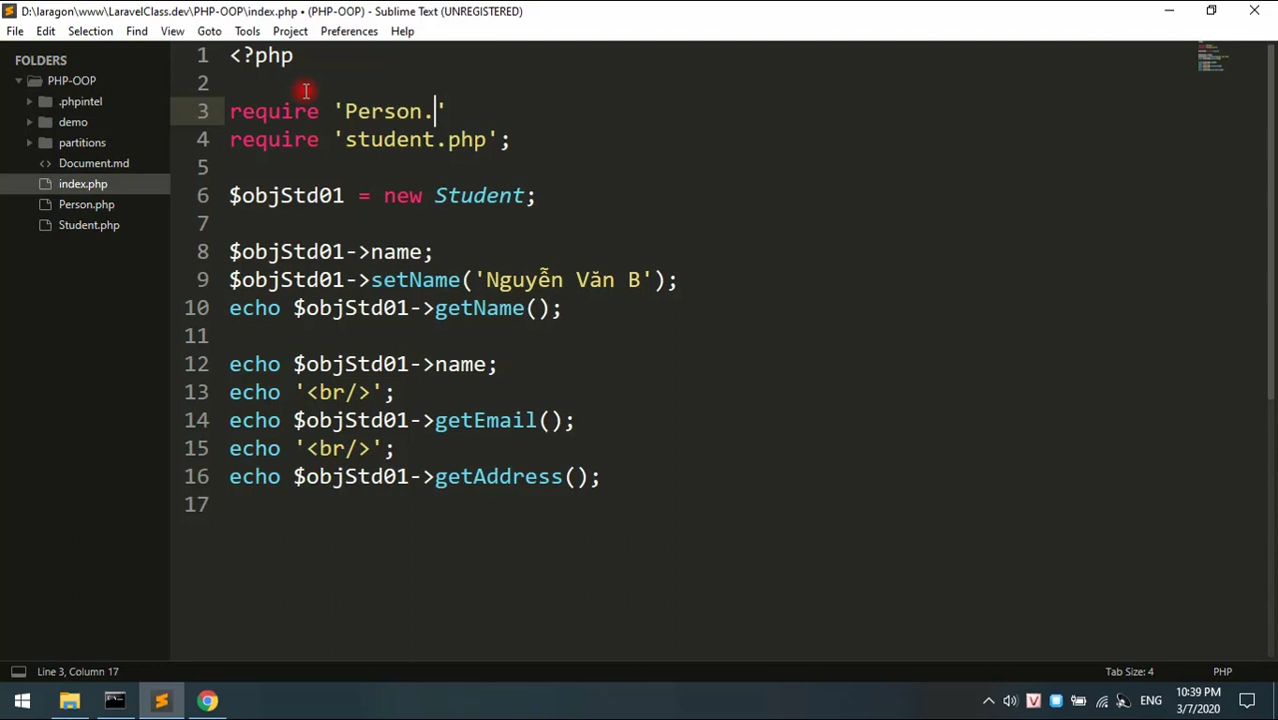 D:\laragon\www\LaravelClass.dev\PHP-OOP\index.php • (PHP-OOP) - Sublime Text (UNREGISTERED)
File Edit Selection Find View Goto Tools Project Preferences Help
FOLDERS
PHP-OOP
.phpintel
demo
partitions
Document.md
index.php
Person.php
Student.php
1 <?php
2
3 require 'Person.'
4 require 'student.php';
5
6 $objStd01 = new Student;
7
8 $objStd01->name;
9 $objStd01->setName('Nguyễn Văn B');
10 echo $objStd01->getName();
11
12 echo $objStd01->name;
13 echo '<br/>';
14 echo $objStd01->getEmail();
15 echo '<br/>';
16 echo $objStd01->getAddress();
17
Line 3, Column 17
Tab Size: 4
PHP
V
ENG
10:39 PM
3/7/2020